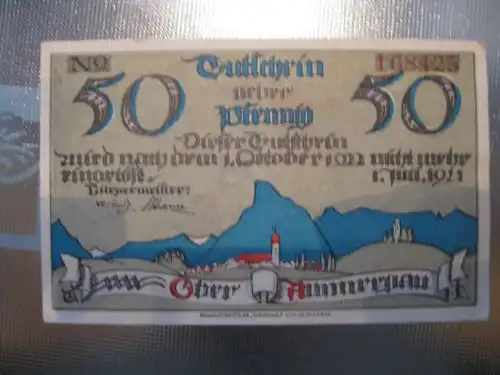 No 168425
50 Gutschein 50
ueber
Pfennig
Dieser Gutschein
wird nach dem 1. Oktober 1921 nicht mehr
eingelöst. 1. Juli 1921
Bürgermeister:
Ober Ammergau